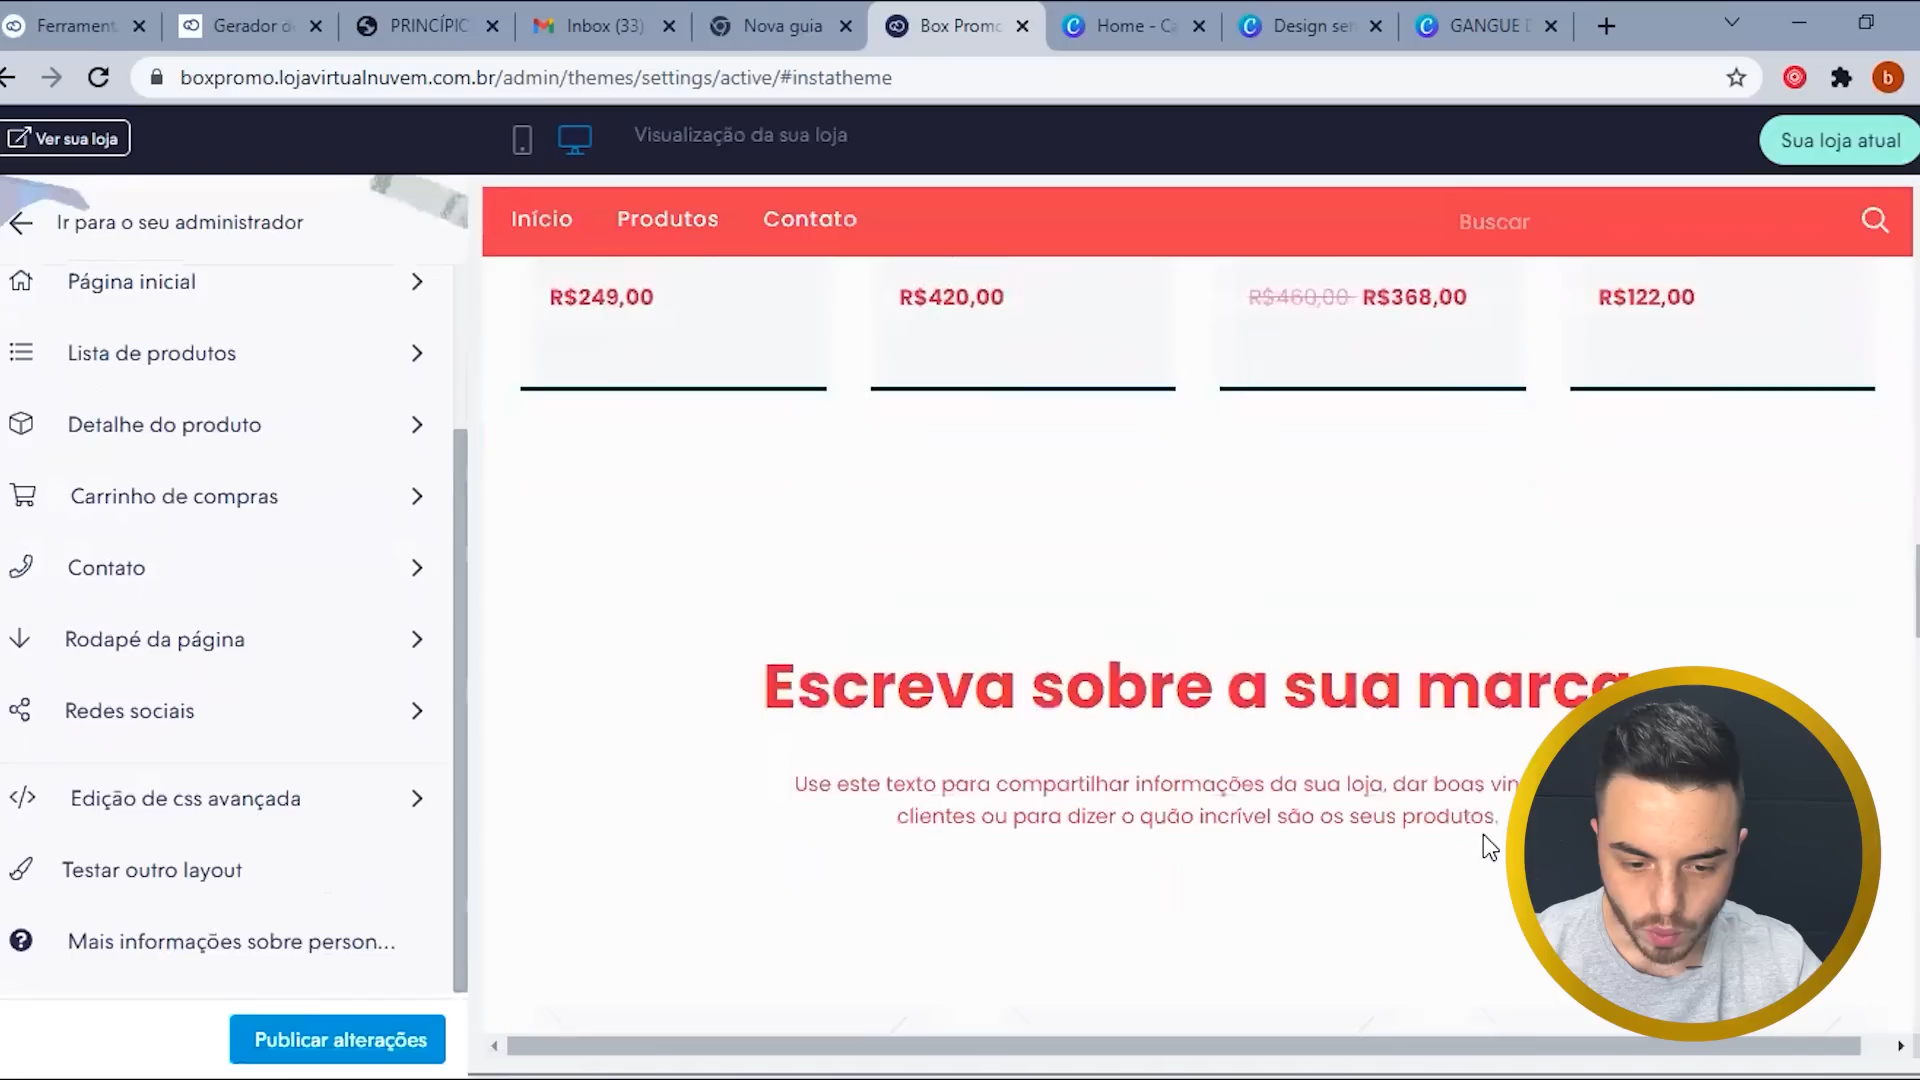 Ferrament
Gerador d
PRINCÍPIC
Inbox (33)
Nova guia
Box Promo
Home - Ca
Design sem
GANGUE D
boxpromo.lojavirtualnuvem.com.br/admin/themes/settings/active/#instatheme
b
Ver sua loja
Visualização da sua loja
Sua loja atual
Ir para o seu administrador
Página inicial
Lista de produtos
Detalhe do produto
Carrinho de compras
Contato
Rodapé da página
Redes sociais
Edição de css avançada
Testar outro layout
Mais informações sobre person...
Publicar alterações
Início Produtos Contato
Buscar
R$249,00
R$420,00
R$460,00 R$368,00
R$122,00
Escreva sobre a sua marca
Use este texto para compartilhar informações da sua loja, dar boas vin
clientes ou para dizer o quão incrível são os seus produtos.